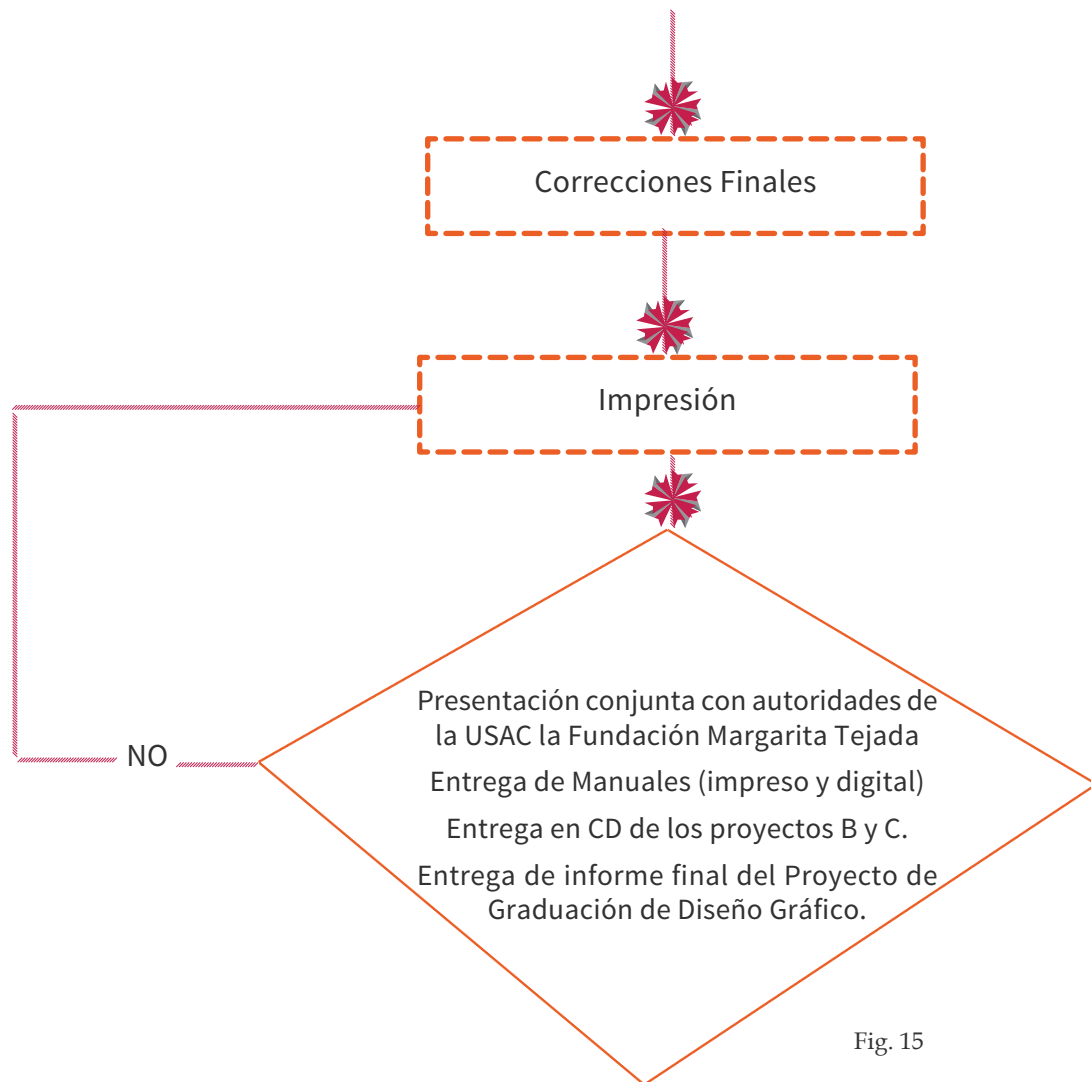 Correcciones Finales
Impresión
NO
Presentación conjunta con autoridades de
la USAC la Fundación Margarita Tejada
Entrega de Manuales (impreso y digital)
Entrega en CD de los proyectos B y C.
Entrega de informe final del Proyecto de
Graduación de Diseño Gráfico.
Fig. 15